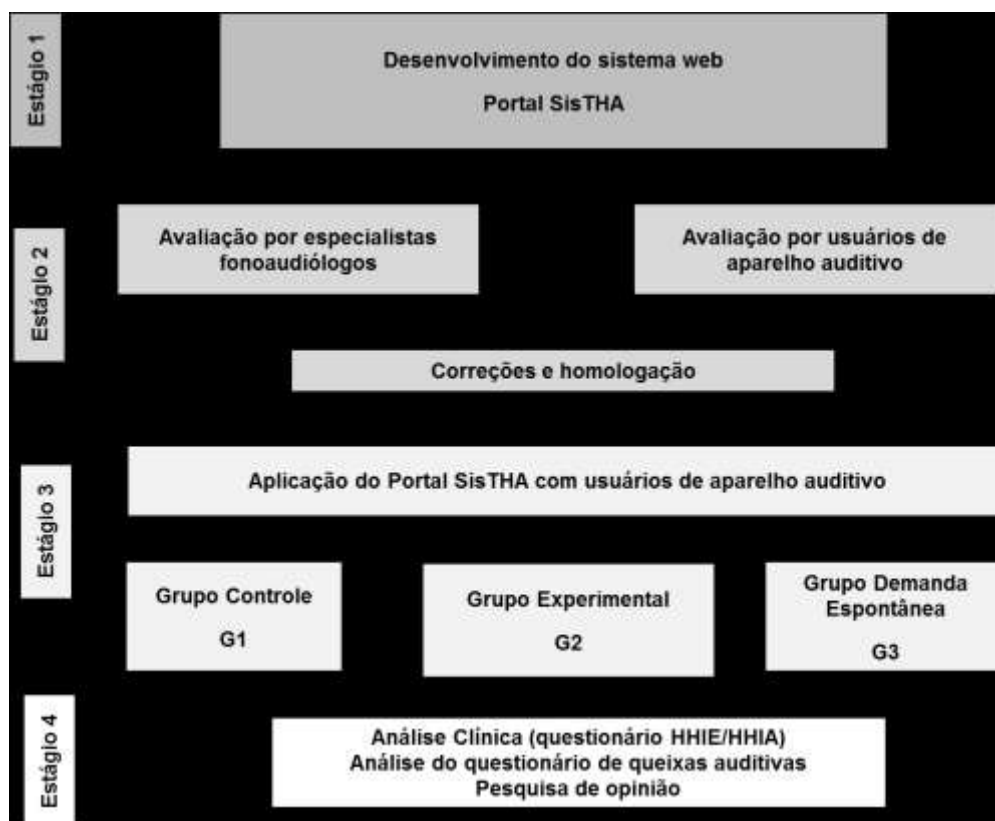 Estágio 1
Desenvolvimento do sistema web
Portal SisTHA
Estágio 2
Avaliação por especialistas
fonoaudiólogos
Avaliação por usuários de
aparelho auditivo
Correções e homologação
Estágio 3
Aplicação do Portal SisTHA com usuários de aparelho auditivo
Grupo Controle
G1
Grupo Experimental
G2
Grupo Demanda
Espontânea
G3
Estágio 4
Análise Clínica (questionário HHIE/HHIA)
Análise do questionário de queixas auditivas
Pesquisa de opinião